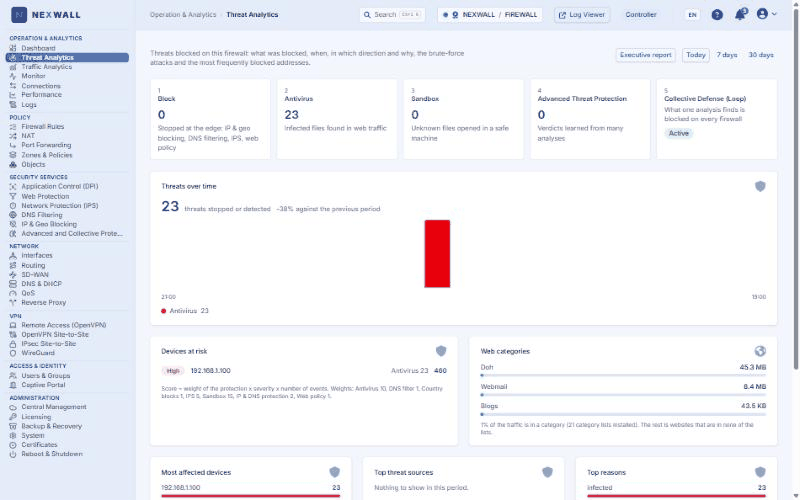 NEXWALL
Operation & Analytics › Threat Analytics
Search Ctrl K
NEXWALL / FIREWALL
Log Viewer
Controller
EN
OPERATION & ANALYTICS
Dashboard
Threat Analytics
Traffic Analytics
Monitor
Connections
Performance
Logs
POLICY
Firewall Rules
NAT
Port Forwarding
Zones & Policies
Objects
SECURITY SERVICES
Application Control (DPI)
Web Protection
Network Protection (IPS)
DNS Filtering
IP & Geo Blocking
Advanced and Collective Prote...
NETWORK
Interfaces
Routing
SD-WAN
DNS & DHCP
QoS
Reverse Proxy
VPN
Remote Access (OpenVPN)
OpenVPN Site-to-Site
IPsec Site-to-Site
WireGuard
ACCESS & IDENTITY
Users & Groups
Captive Portal
ADMINISTRATION
Central Management
Licensing
Backup & Recovery
System
Certificates
Reboot & Shutdown
Threats blocked on this firewall: what was blocked, when, in which direction and why, the brute-force
attacks and the most frequently blocked addresses.
Executive report
Today
7 days
30 days
1
Block
0
Stopped at the edge: IP & geo
blocking, DNS filtering, IPS, web
policy
2
Antivirus
23
Infected files found in web traffic
3
Sandbox
0
Unknown files opened in a safe
machine
4
Advanced Threat Protection
0
Verdicts learned from many
analyses
5
Collective Defense (Loop)
What one analysis finds is
blocked on every firewall
Active
Threats over time
23 threats stopped or detected -38% against the previous period
21:00
19:00
Antivirus 23
Devices at risk
High 192.168.1.100 Antivirus 23 460
Score = weight of the protection x severity x number of events. Weights: Antivirus 10, DNS filter 1, Country
blocks 1, IPS 5, Sandbox 15, IP & DNS protection 2, Web policy 1.
Web categories
Doh 45.3 MB
Webmail 8.4 MB
Blogs 43.5 KB
1% of the traffic is in a category (21 category lists installed). The rest is websites that are in none of the
lists.
Most affected devices
192.168.1.100 23
Top threat sources
Nothing to show in this period.
Top reasons
infected 23